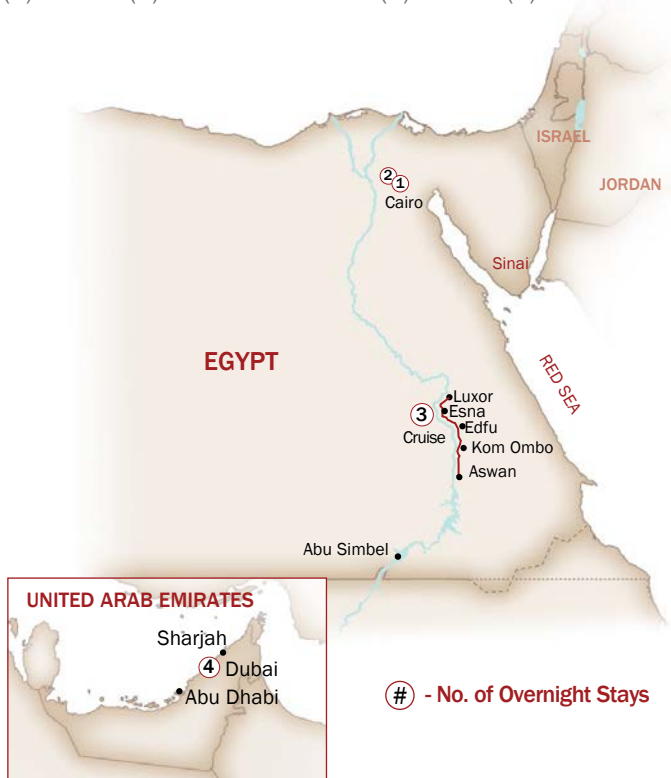 ISRAEL
2
1
JORDAN
Cairo
Sinai
EGYPT
RED SEA
Luxor
3
Esna
Edfu
Cruise
Kom Ombo
Aswan
Abu Simbel
UNITED ARAB EMIRATES
Sharjah
4
Dubai
Abu Dhabi
# - No. of Overnight Stays